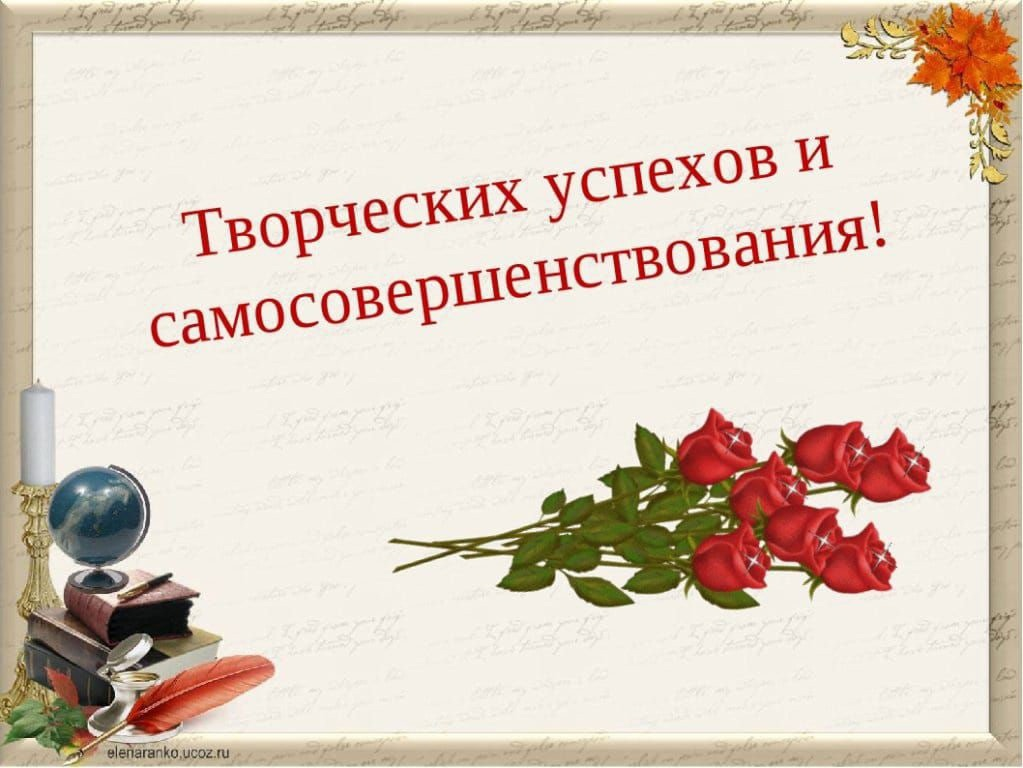 Творческих успехов и
самосовершенствования!
elenaranko.ucoz.ru